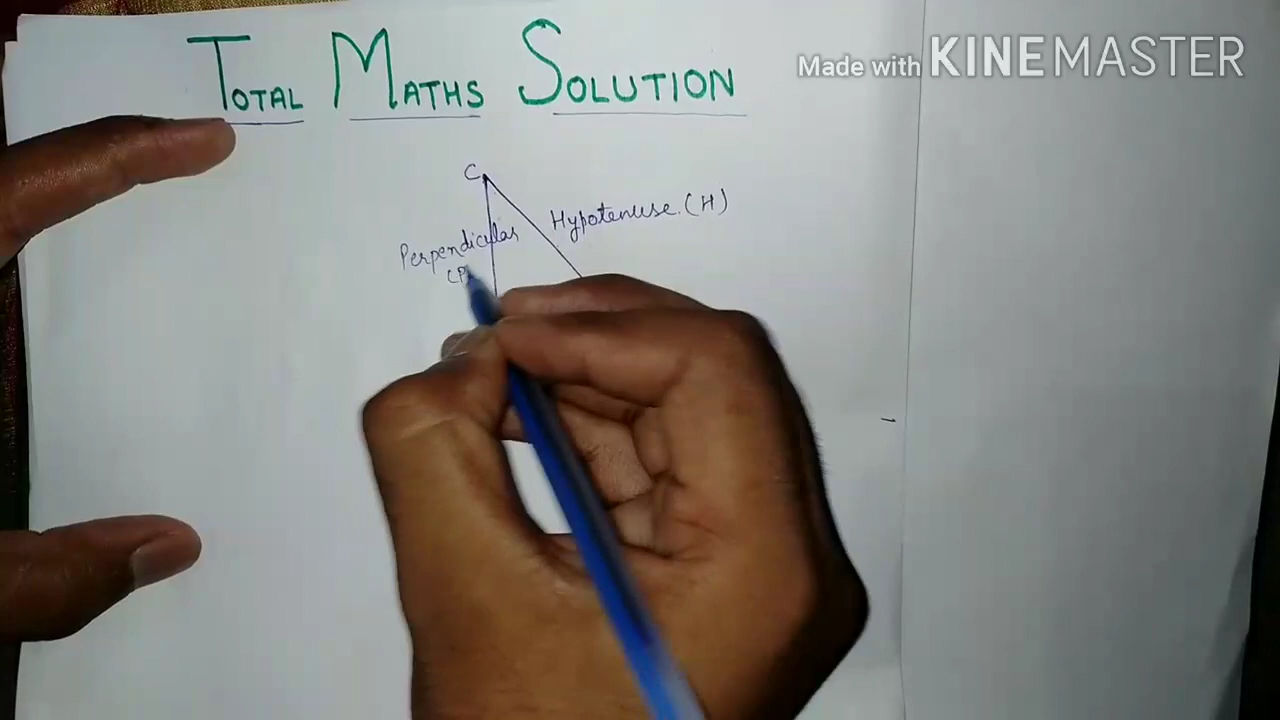 TOTAL MATHS SOLUTION
Made with KINEMASTER
C
Hypotenuse. (H)
Perpendicular
(P